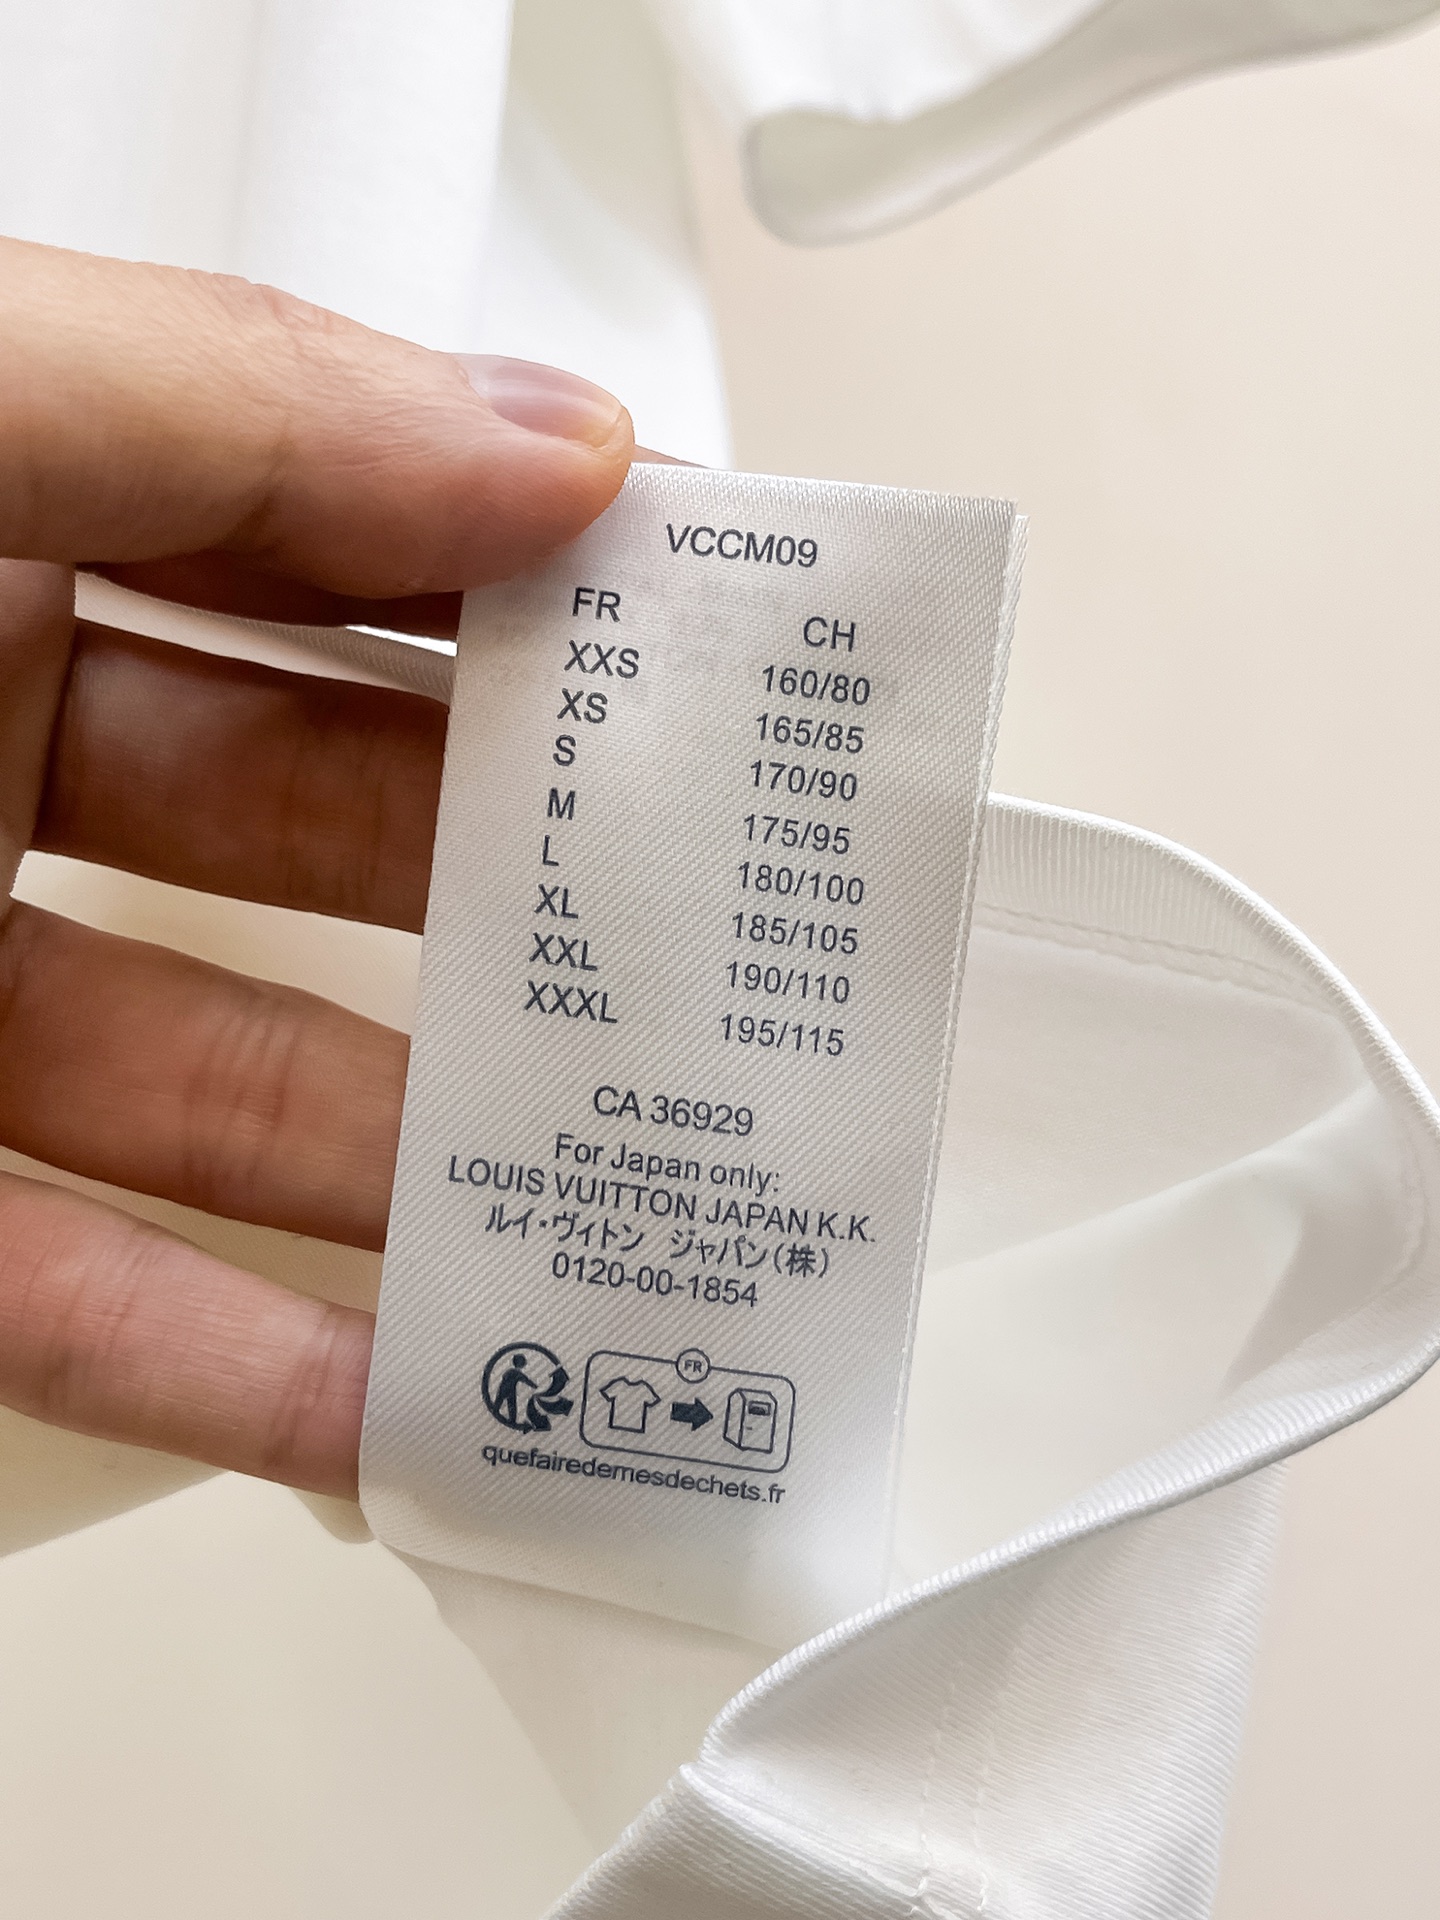 VCCM09
FR CH
XXS 160/80
XS 165/85
S 170/90
M 175/95
L 180/100
XL 185/105
XXL 190/110
XXXL 195/115
CA 36929
For Japan only:
LOUIS VUITTON JAPAN K.K.
ルイ・ヴィトン ジャパン(株)
0120-00-1854
FR
quefairedemesdechets.fr